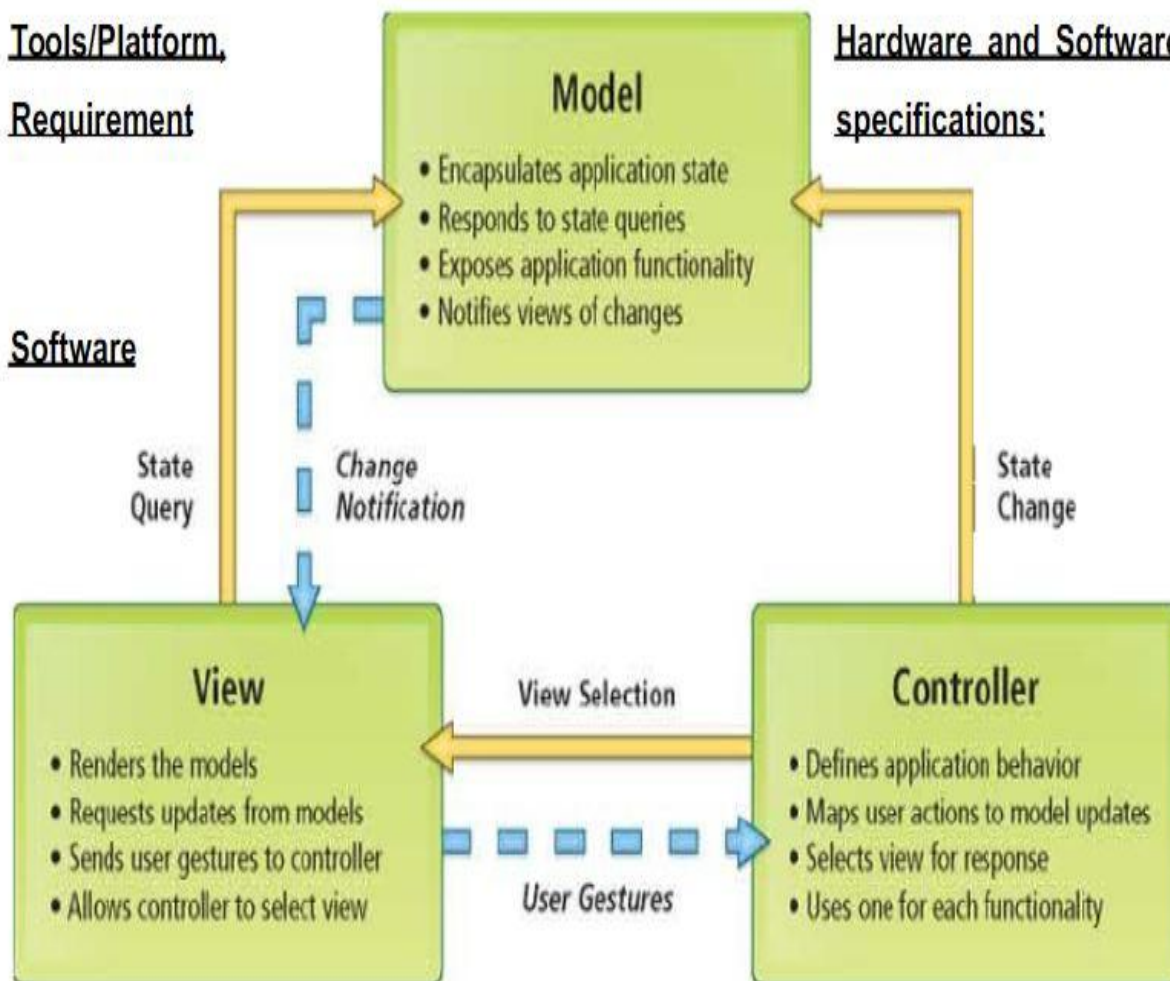 Tools/Platform,
Hardware and Software
Requirement
specifications:
Model
• Encapsulates application state
• Responds to state queries
• Exposes application functionality
• Notifies views of changes
Software
State
Query
Change
Notification
State
Change
View
• Renders the models
• Requests updates from models
• Sends user gestures to controller
• Allows controller to select view
View Selection
User Gestures
Controller
• Defines application behavior
• Maps user actions to model updates
• Selects view for response
• Uses one for each functionality